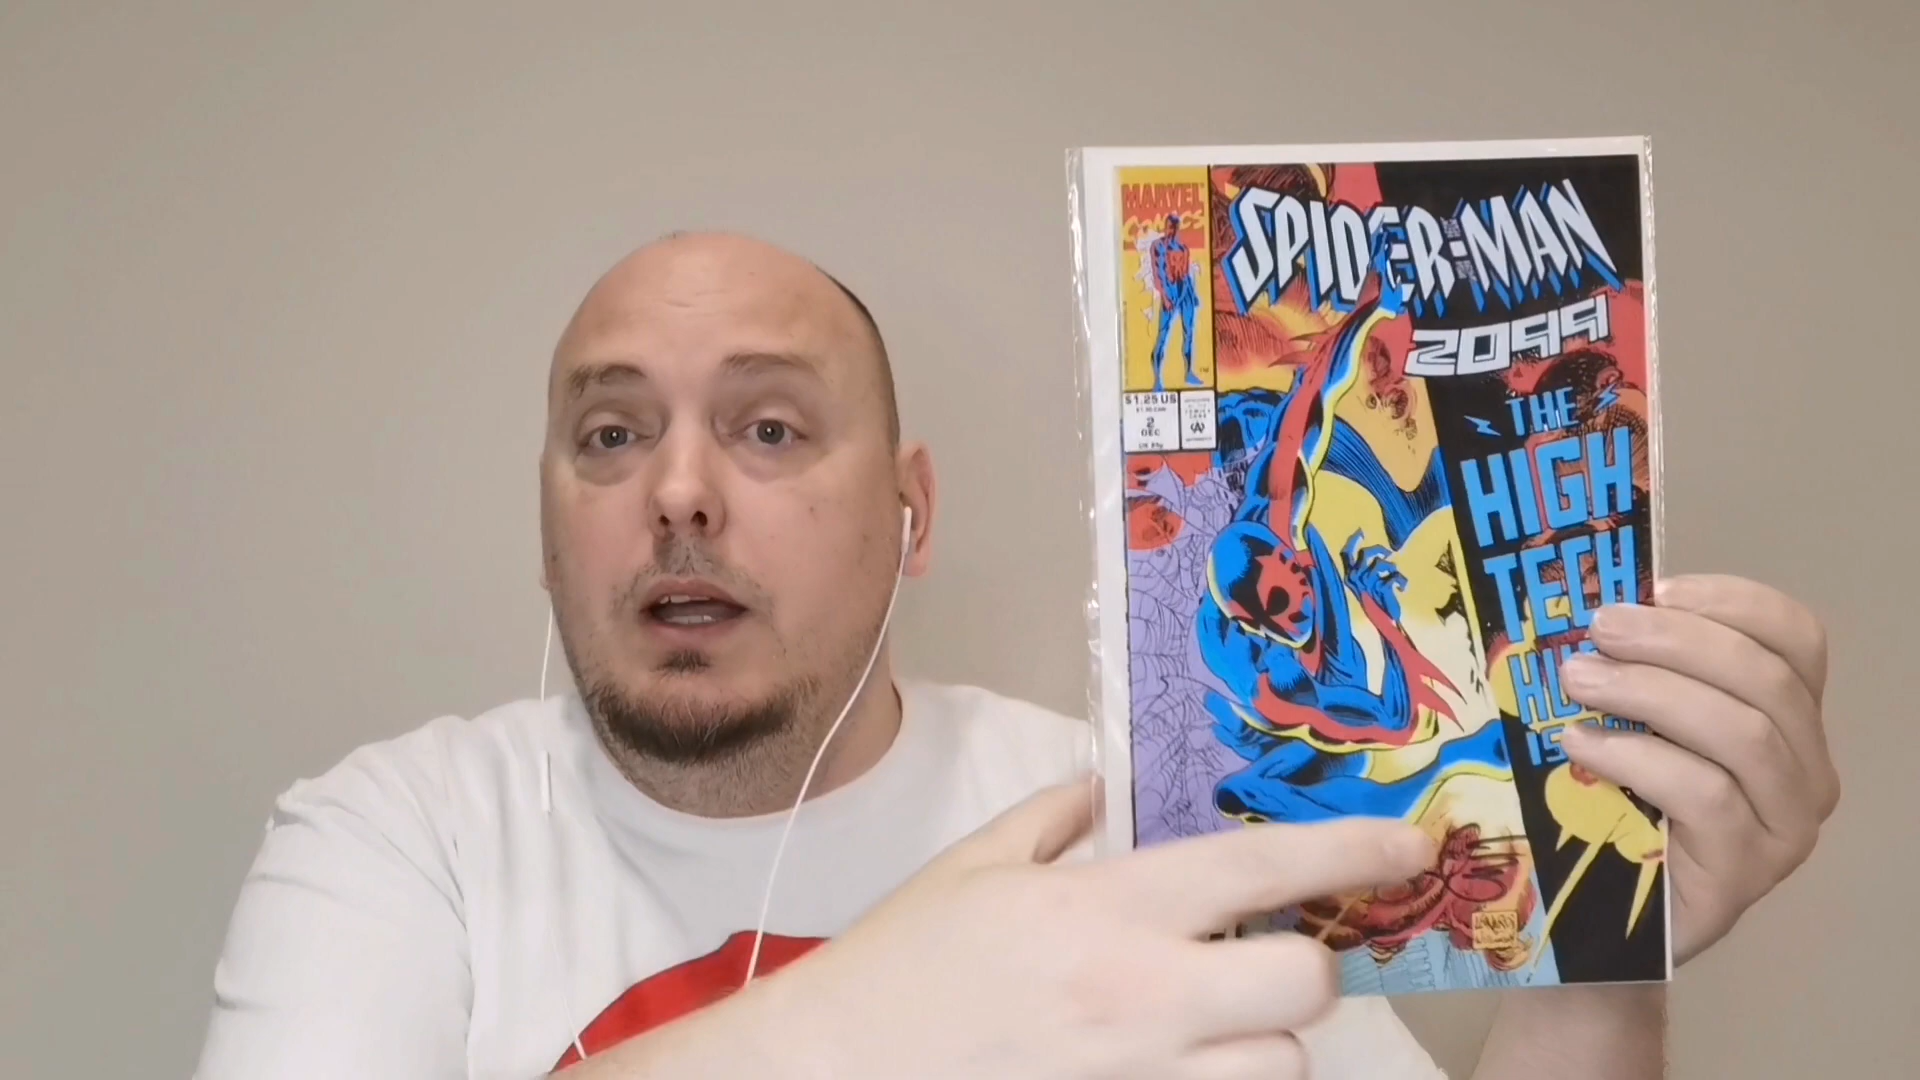 MARVEL
COMICS
SPIDER-MAN
2099
$1.25 US
2
DEC
THE
HIGH
TECH